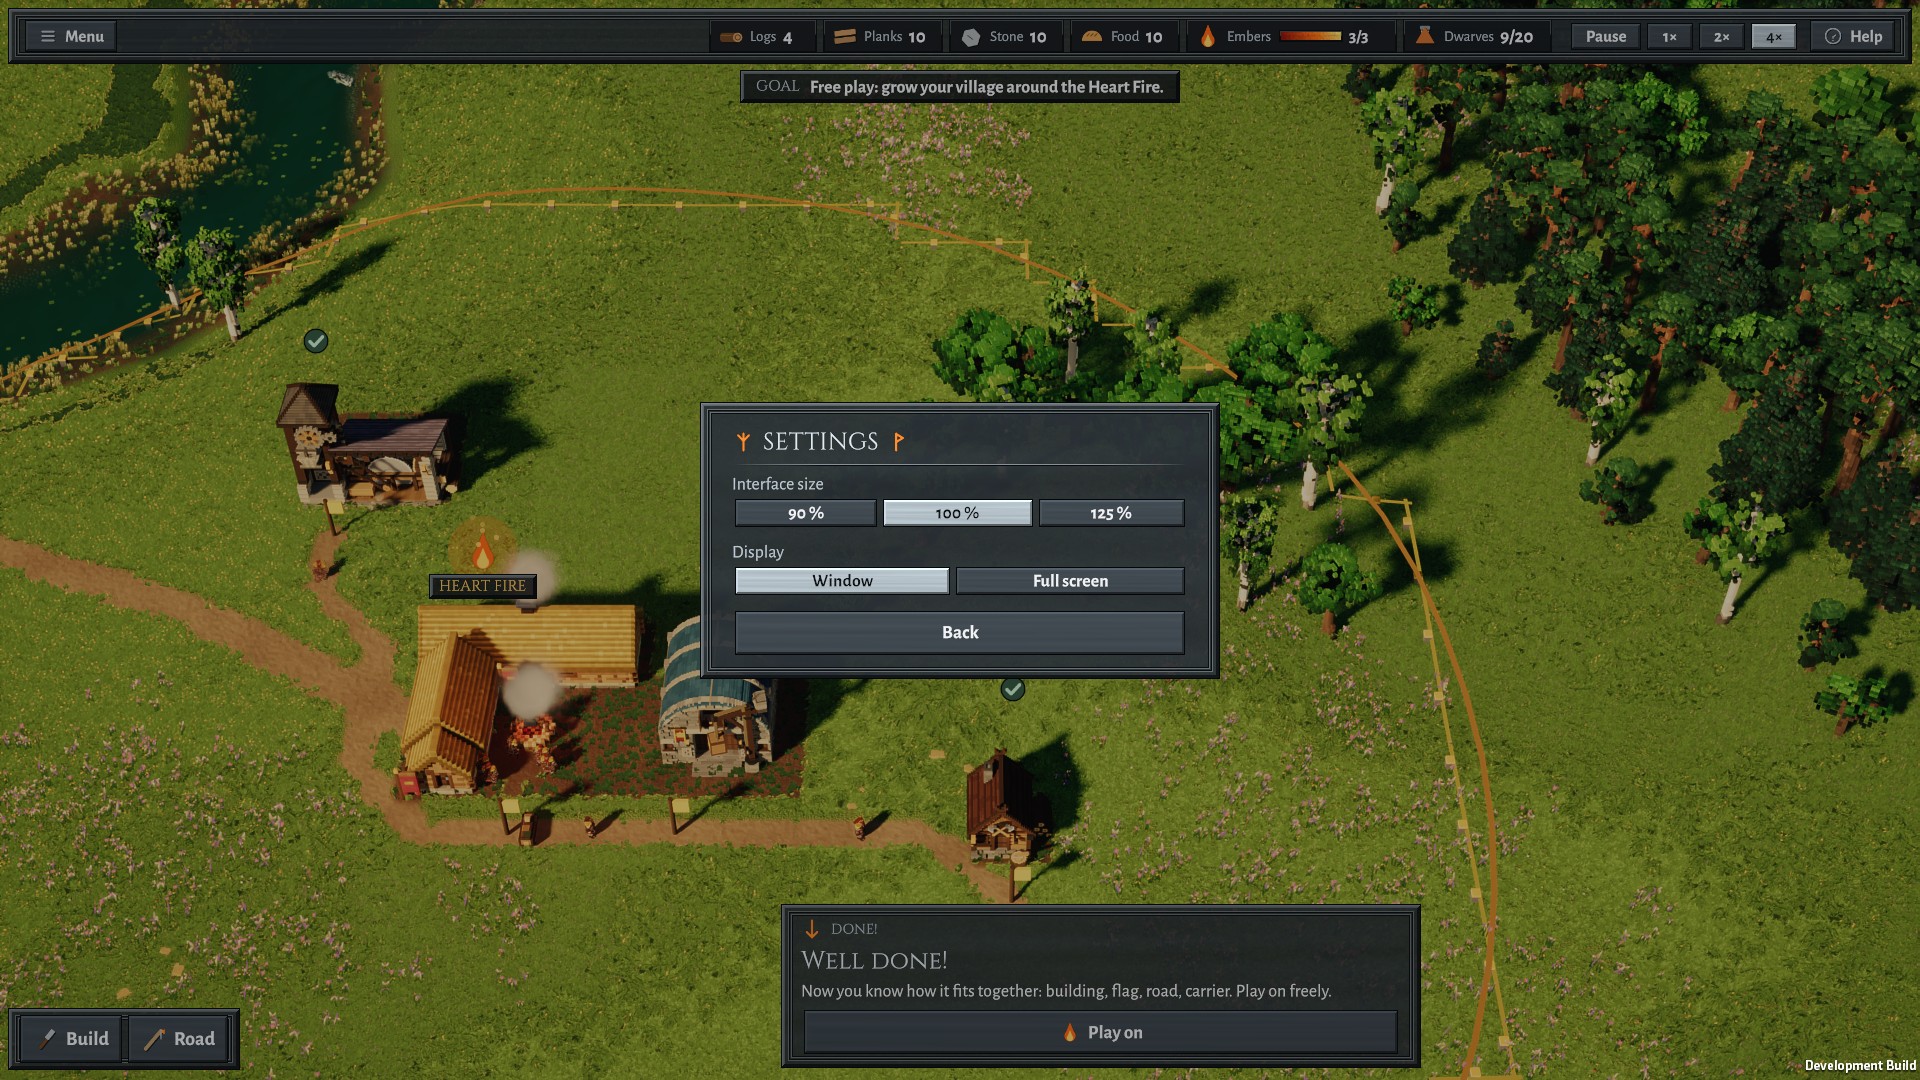 Menu
Logs 4
Planks 10
Stone 10
Food 10
Embers 3/3
Dwarves 9/20
Pause
1×
2×
4×
Help
GOAL Free play: grow your village around the Heart Fire.
SETTINGS
Interface size
90 %
100 %
125 %
Display
Window
Full screen
Back
HEART FIRE
DONE!
WELL DONE!
Now you know how it fits together: building, flag, road, carrier. Play on freely.
Play on
Build
Road
Development Build